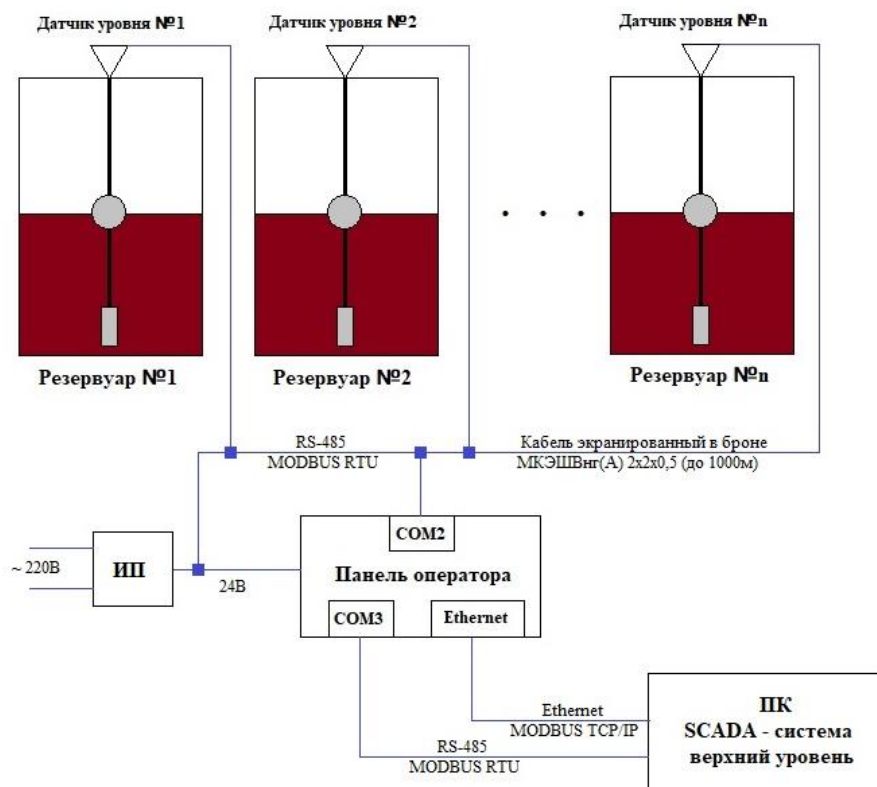 Датчик уровня №1
Датчик уровня №2
Датчик уровня №n
. . .
Резервуар №1
Резервуар №2
Резервуар №n
RS-485
MODBUS RTU
Кабель экранированный в броне
МКЭШВнг(А) 2x2x0,5 (до 1000м)
~ 220В
ИП
24В
COM2
Панель оператора
COM3
Ethernet
Ethernet
MODBUS TCP/IP
RS-485
MODBUS RTU
ПК
SCADA - система
верхний уровень